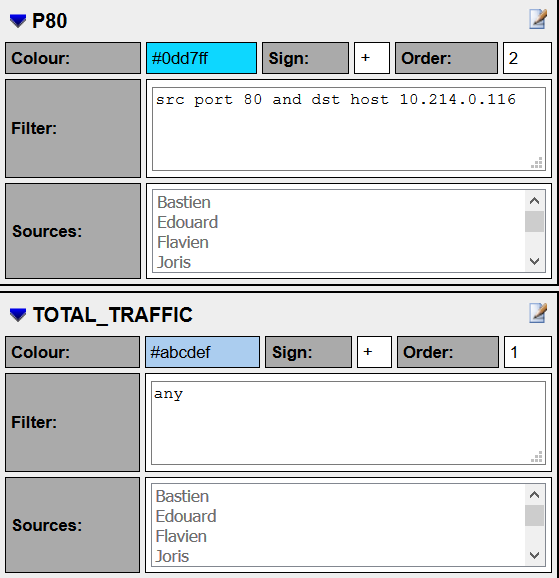 P80
Colour: #0dd7ff Sign: + Order: 2
Filter: src port 80 and dst host 10.214.0.116
Sources: Bastien
Edouard
Flavien
Joris
TOTAL_TRAFFIC
Colour: #abcdef Sign: + Order: 1
Filter: any
Sources: Bastien
Edouard
Flavien
Joris